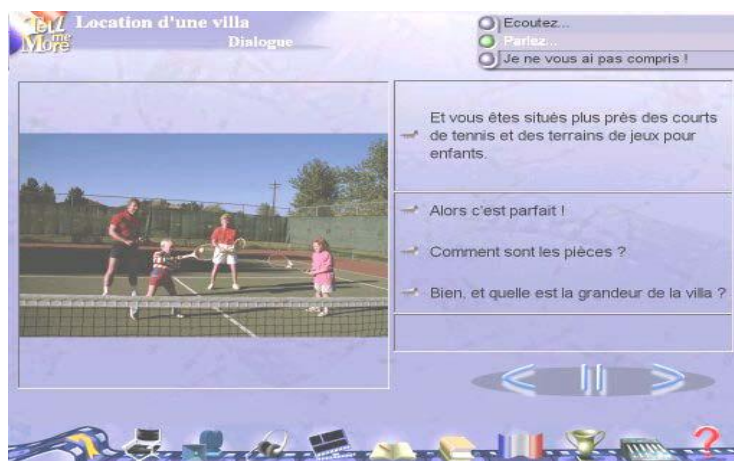 Tell me More
Location d'une villa
Dialogue
Ecoutez...
Parlez...
Je ne vous ai pas compris !
Et vous êtes situés plus près des courts
de tennis et des terrains de jeux pour
enfants.
Alors c'est parfait !
Comment sont les pièces ?
Bien, et quelle est la grandeur de la villa ?
?